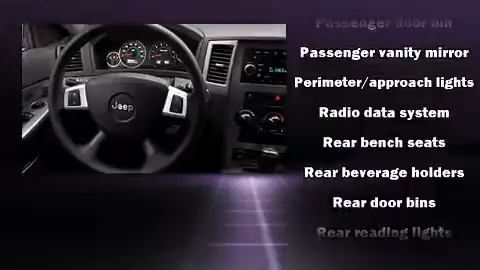 Passenger door bin
Passenger vanity mirror
Perimeter/approach lights
Radio data system
Rear bench seats
Rear beverage holders
Rear door bins
Rear reading lights
Jeep